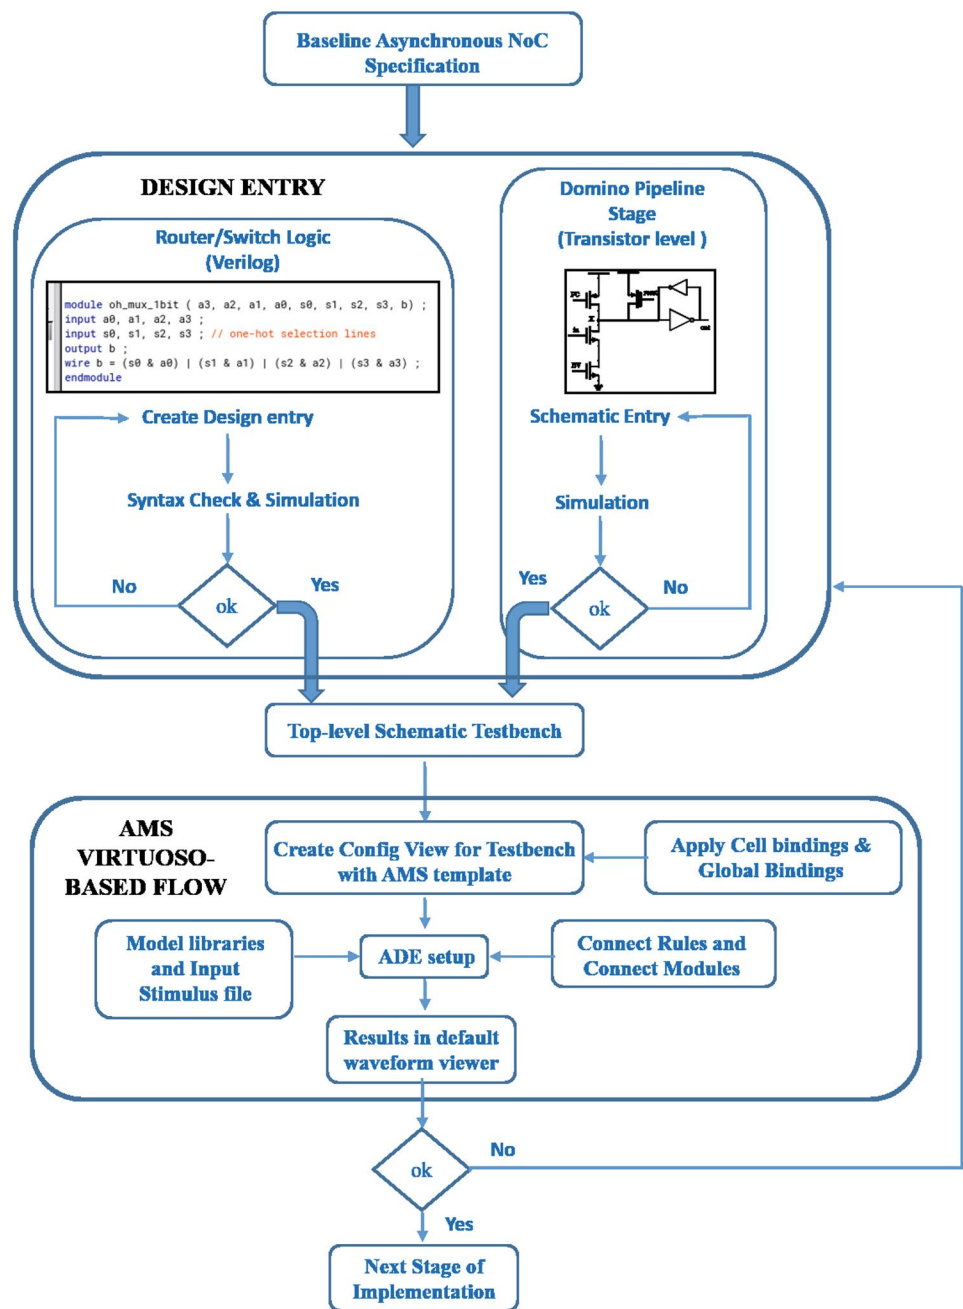 Baseline Asynchronous NoC
Specification
DESIGN ENTRY
Router/Switch Logic
(Verilog)
module oh_mux_1bit ( a3, a2, a1, a0, s0, s1, s2, s3, b) ;
input a0, a1, a2, a3 ;
input s0, s1, s2, s3 ; // one-hot selection lines
output b ;
wire b = (s0 & a0) | (s1 & a1) | (s2 & a2) | (s3 & a3) ;
endmodule
Create Design entry
Syntax Check & Simulation
No
ok
Yes
Domino Pipeline
Stage
(Transistor level )
PC
in
out
Schematic Entry
Simulation
Yes
ok
No
Top-level Schematic Testbench
AMS
VIRTUOSO-
BASED FLOW
Create Config View for Testbench
with AMS template
Apply Cell bindings &
Global Bindings
Model libraries
and Input
Stimulus file
ADE setup
Connect Rules and
Connect Modules
Results in default
waveform viewer
ok
No
Yes
Next Stage of
Implementation